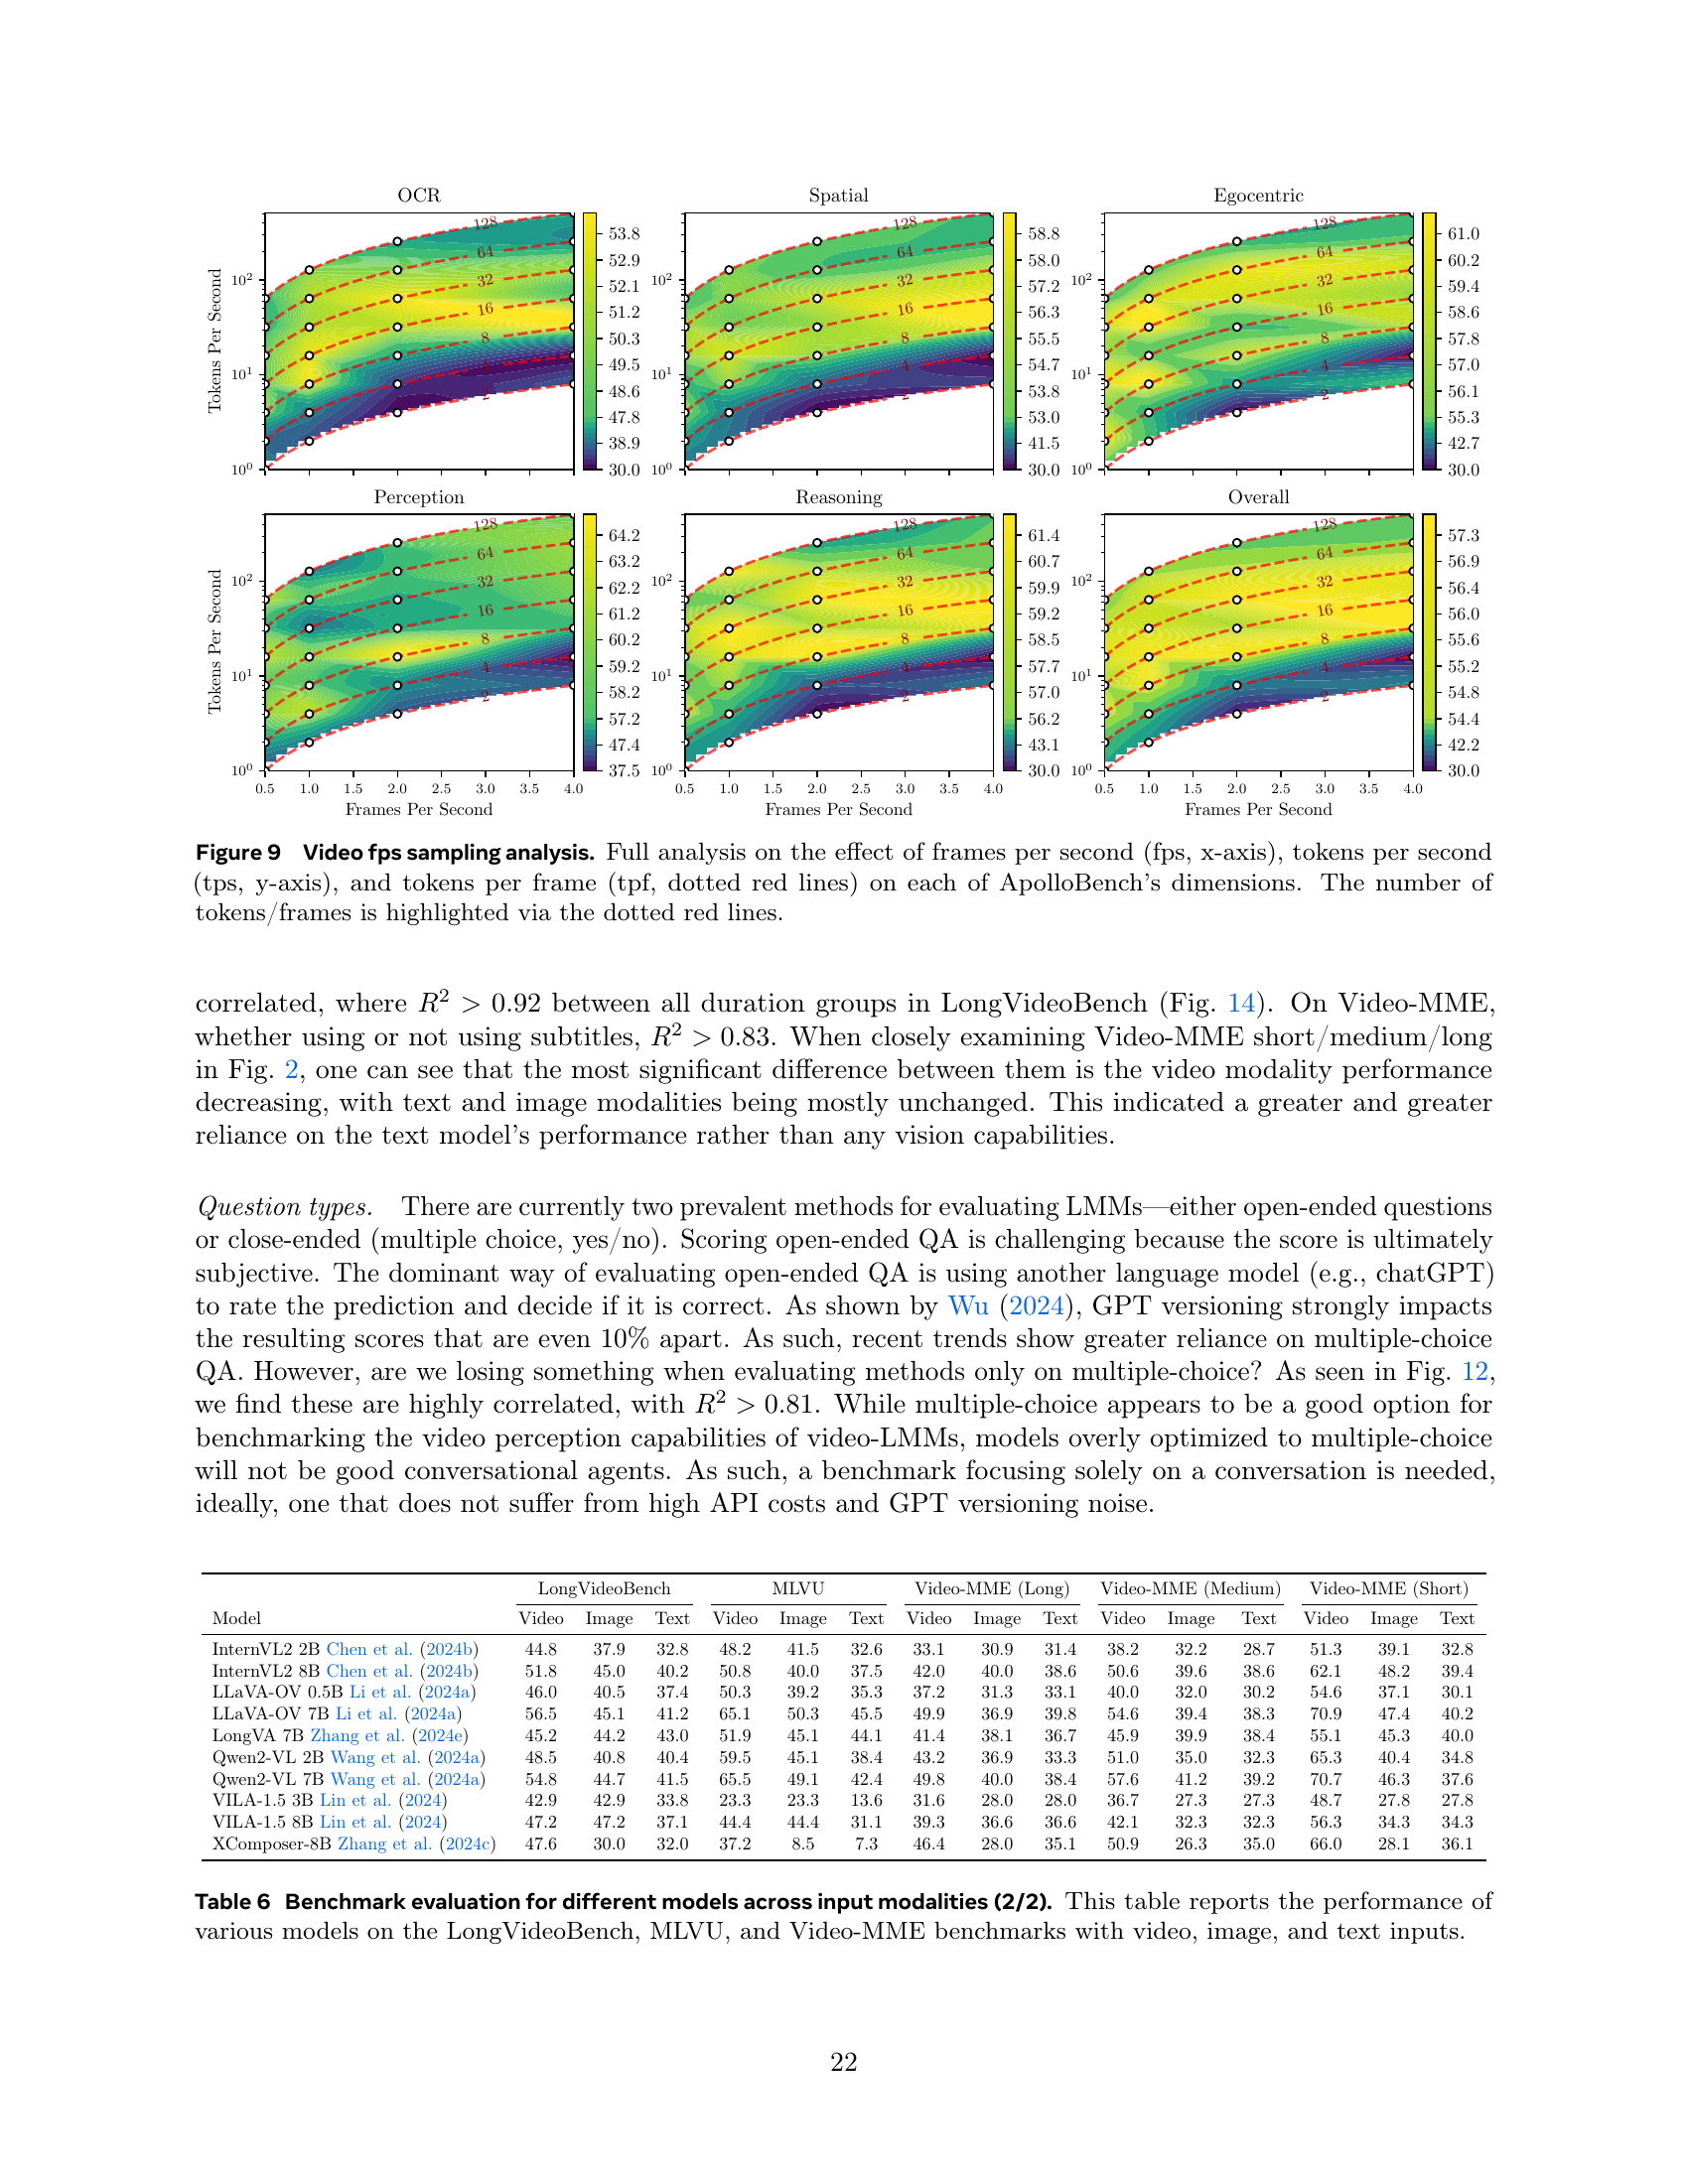 OCR
Spatial
Egocentric
Tokens Per Second
10² 10¹ 10⁰
128 64 32 16 8 2
53.8 52.9 52.1 51.2 50.3 49.5 48.6 47.8 38.9 30.0
10² 10¹ 10⁰
128 64 32 16 8 2
58.8 58.0 57.2 56.3 55.5 54.7 53.8 53.0 41.5 30.0
10² 10¹ 10⁰
128 64 32 16 8 4 2
61.0 60.2 59.4 58.6 57.8 57.0 56.1 55.3 42.7 30.0
Perception
Reasoning
Overall
Tokens Per Second
10² 10¹ 10⁰
128 64 32 16 8 4 2
64.2 63.2 62.2 61.2 60.2 59.2 58.2 57.2 47.4 37.5
10² 10¹ 10⁰
128 64 32 16 8 4 2
61.4 60.7 59.9 59.2 58.5 57.7 57.0 56.2 43.1 30.0
10² 10¹ 10⁰
128 64 32 16 8 4 2
57.3 56.9 56.4 56.0 55.6 55.2 54.8 54.4 42.2 30.0
0.5 1.0 1.5 2.0 2.5 3.0 3.5 4.0
0.5 1.0 1.5 2.0 2.5 3.0 3.5 4.0
0.5 1.0 1.5 2.0 2.5 3.0 3.5 4.0
Frames Per Second
Frames Per Second
Frames Per Second
Figure 9 Video fps sampling analysis. Full analysis on the effect of frames per second (fps, x-axis), tokens per second
(tps, y-axis), and tokens per frame (tpf, dotted red lines) on each of ApolloBench's dimensions. The number of
tokens/frames is highlighted via the dotted red lines.
correlated, where R² > 0.92 between all duration groups in LongVideoBench (Fig. 14). On Video-MME,
whether using or not using subtitles, R² > 0.83. When closely examining Video-MME short/medium/long
in Fig. 2, one can see that the most significant difference between them is the video modality performance
decreasing, with text and image modalities being mostly unchanged. This indicated a greater and greater
reliance on the text model's performance rather than any vision capabilities.
Question types. There are currently two prevalent methods for evaluating LMMs—either open-ended questions
or close-ended (multiple choice, yes/no). Scoring open-ended QA is challenging because the score is ultimately
subjective. The dominant way of evaluating open-ended QA is using another language model (e.g., chatGPT)
to rate the prediction and decide if it is correct. As shown by Wu (2024), GPT versioning strongly impacts
the resulting scores that are even 10% apart. As such, recent trends show greater reliance on multiple-choice
QA. However, are we losing something when evaluating methods only on multiple-choice? As seen in Fig. 12,
we find these are highly correlated, with R² > 0.81. While multiple-choice appears to be a good option for
benchmarking the video perception capabilities of video-LMMs, models overly optimized to multiple-choice
will not be good conversational agents. As such, a benchmark focusing solely on a conversation is needed,
ideally, one that does not suffer from high API costs and GPT versioning noise.
LongVideoBench MLVU Video-MME (Long) Video-MME (Medium) Video-MME (Short)
Model Video Image Text Video Image Text Video Image Text Video Image Text Video Image Text
InternVL2 2B Chen et al. (2024b) 44.8 37.9 32.8 48.2 41.5 32.6 33.1 30.9 31.4 38.2 32.2 28.7 51.3 39.1 32.8
InternVL2 8B Chen et al. (2024b) 51.8 45.0 40.2 50.8 40.0 37.5 42.0 40.0 38.6 50.6 39.6 38.6 62.1 48.2 39.4
LLaVA-OV 0.5B Li et al. (2024a) 46.0 40.5 37.4 50.3 39.2 35.3 37.2 31.3 33.1 40.0 32.0 30.2 54.6 37.1 30.1
LLaVA-OV 7B Li et al. (2024a) 56.5 45.1 41.2 65.1 50.3 45.5 49.9 36.9 39.8 54.6 39.4 38.3 70.9 47.4 40.2
LongVA 7B Zhang et al. (2024e) 45.2 44.2 43.0 51.9 45.1 44.1 41.4 38.1 36.7 45.9 39.9 38.4 55.1 45.3 40.0
Qwen2-VL 2B Wang et al. (2024a) 48.5 40.8 40.4 59.5 45.1 38.4 43.2 36.9 33.3 51.0 35.0 32.3 65.3 40.4 34.8
Qwen2-VL 7B Wang et al. (2024a) 54.8 44.7 41.5 65.5 49.1 42.4 49.8 40.0 38.4 57.6 41.2 39.2 70.7 46.3 37.6
VILA-1.5 3B Lin et al. (2024) 42.9 42.9 33.8 23.3 23.3 13.6 31.6 28.0 28.0 36.7 27.3 27.3 48.7 27.8 27.8
VILA-1.5 8B Lin et al. (2024) 47.2 47.2 37.1 44.4 44.4 31.1 39.3 36.6 36.6 42.1 32.3 32.3 56.3 34.3 34.3
XComposer-8B Zhang et al. (2024c) 47.6 30.0 32.0 37.2 8.5 7.3 46.4 28.0 35.1 50.9 26.3 35.0 66.0 28.1 36.1
Table 6 Benchmark evaluation for different models across input modalities (2/2). This table reports the performance of
various models on the LongVideoBench, MLVU, and Video-MME benchmarks with video, image, and text inputs.
22